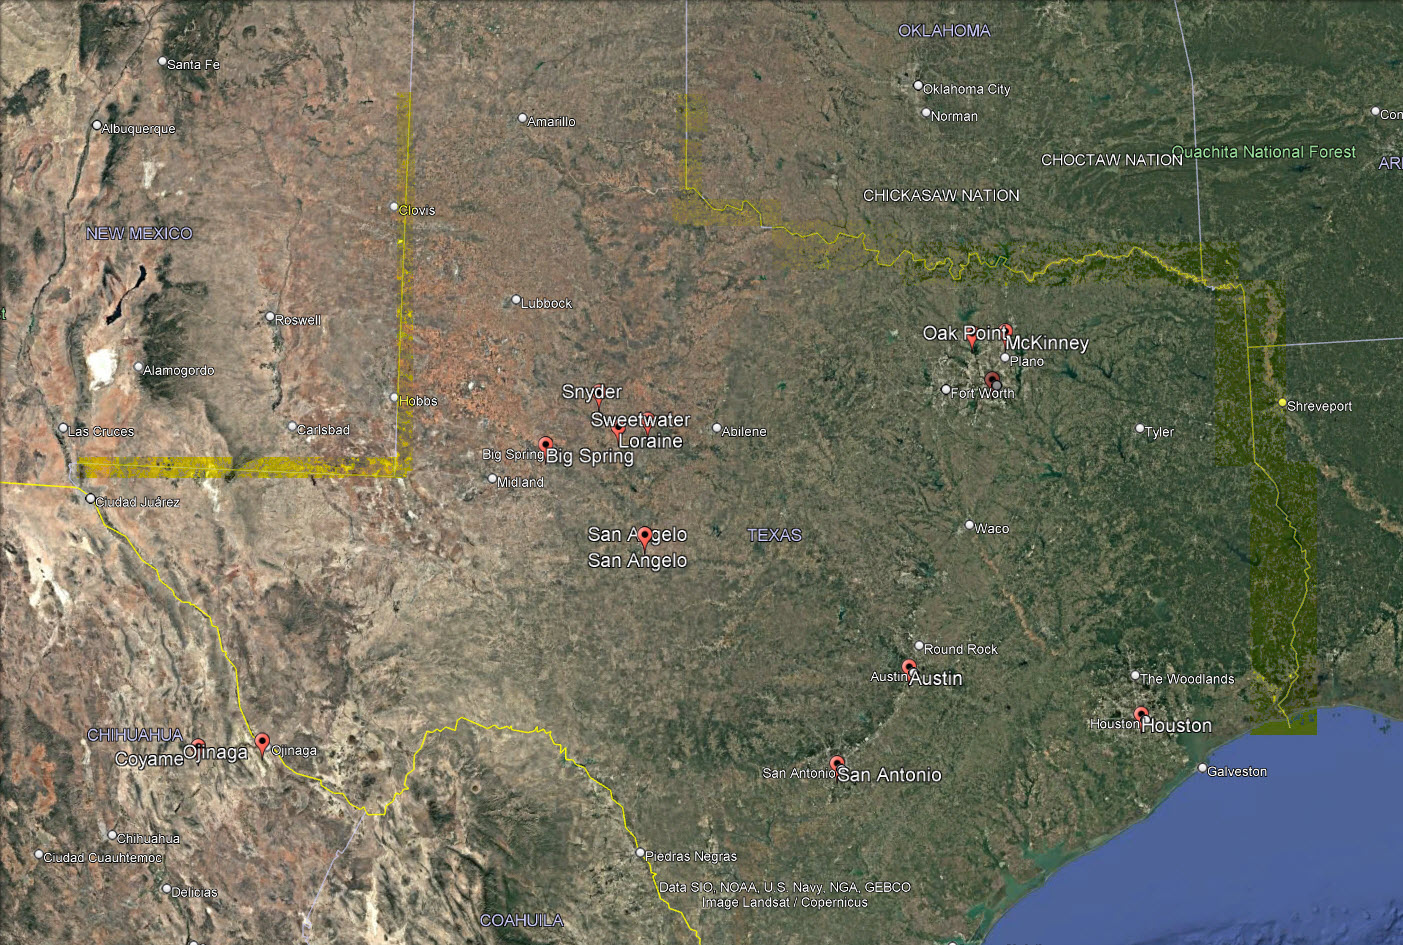 OKLAHOMA
Santa Fe
Oklahoma City
Con
Norman
Amarillo
Albuquerque
Ouachita National Forest
CHOCTAW NATION
AR
CHICKASAW NATION
Clovis
NEW MEXICO
Lubbock
Roswell
Oak Point
McKinney
Plano
Alamogordo
Snyder
Fort Worth
Hobbs
Shreveport
Sweetwater
Carlsbad
Las Cruces
Abilene
Tyler
Loraine
Big Spring
Big Spring
Midland
Ciudad Juárez
Waco
San Angelo
TEXAS
San Angelo
Round Rock
Austin
Austin
The Woodlands
Houston
Houston
CHIHUAHUA
Ojinaga
Ojinaga
Coyame
Galveston
San Antonio
San Antonio
Chihuahua
Ciudad Cuauhtemoc
Piedras Negras
Delicias
Data SIO, NOAA, U.S. Navy, NGA, GEBCO
Image Landsat / Copernicus
COAHUILA